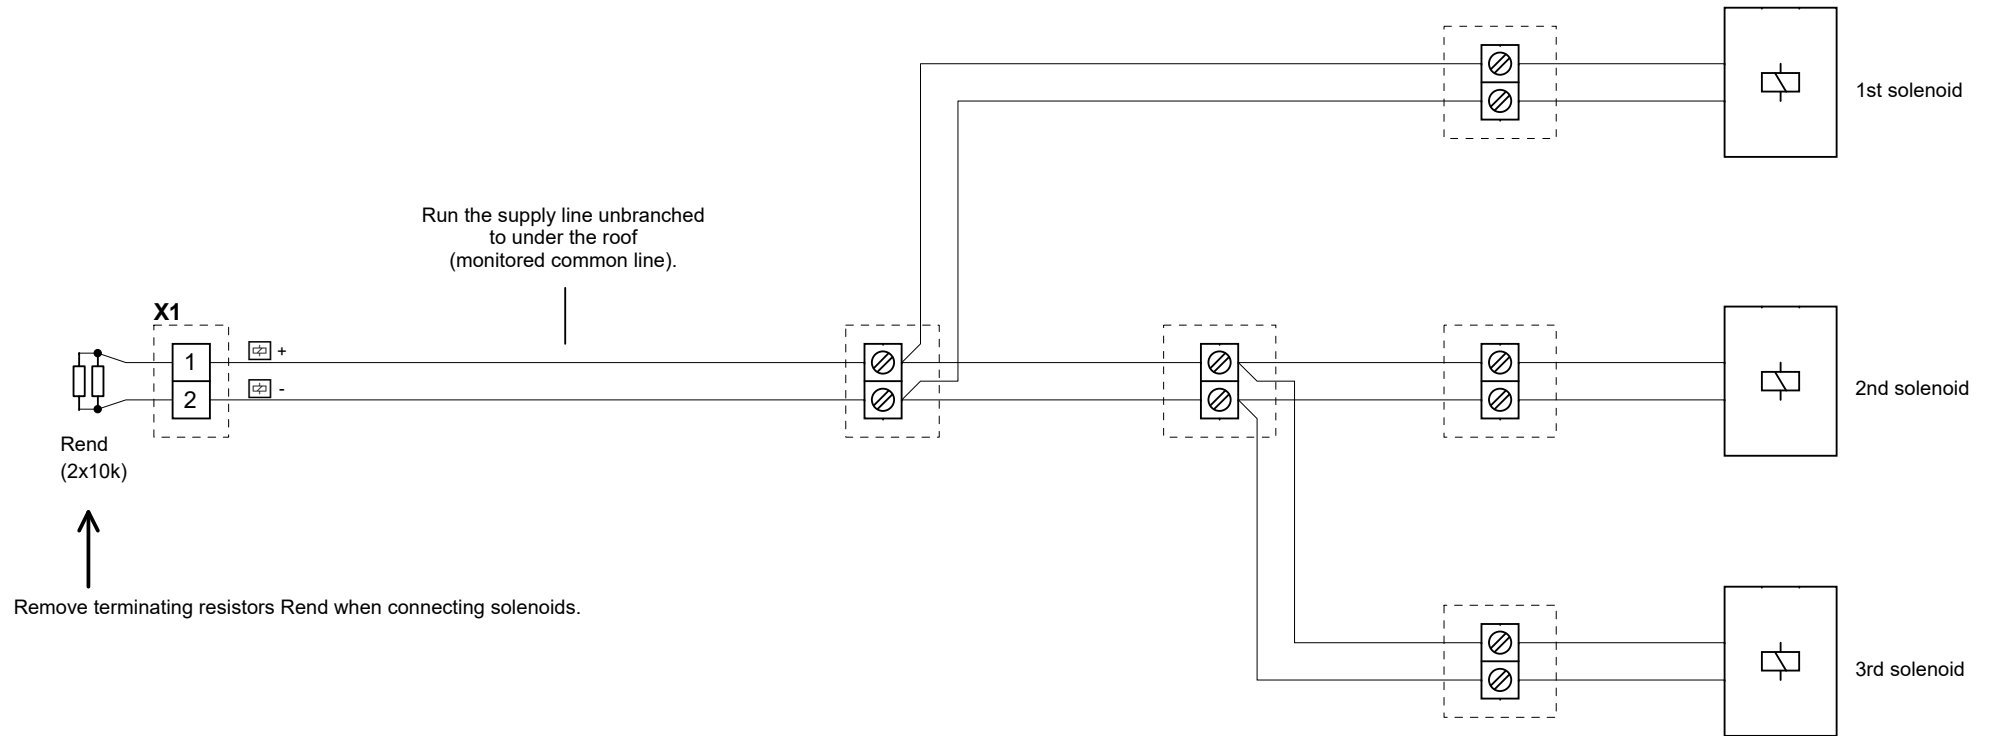 1st solenoid
Run the supply line unbranched
to under the roof
(monitored common line).
X1
1
+
2
-
2nd solenoid
Rend
(2x10k)
Remove terminating resistors Rend when connecting solenoids.
3rd solenoid